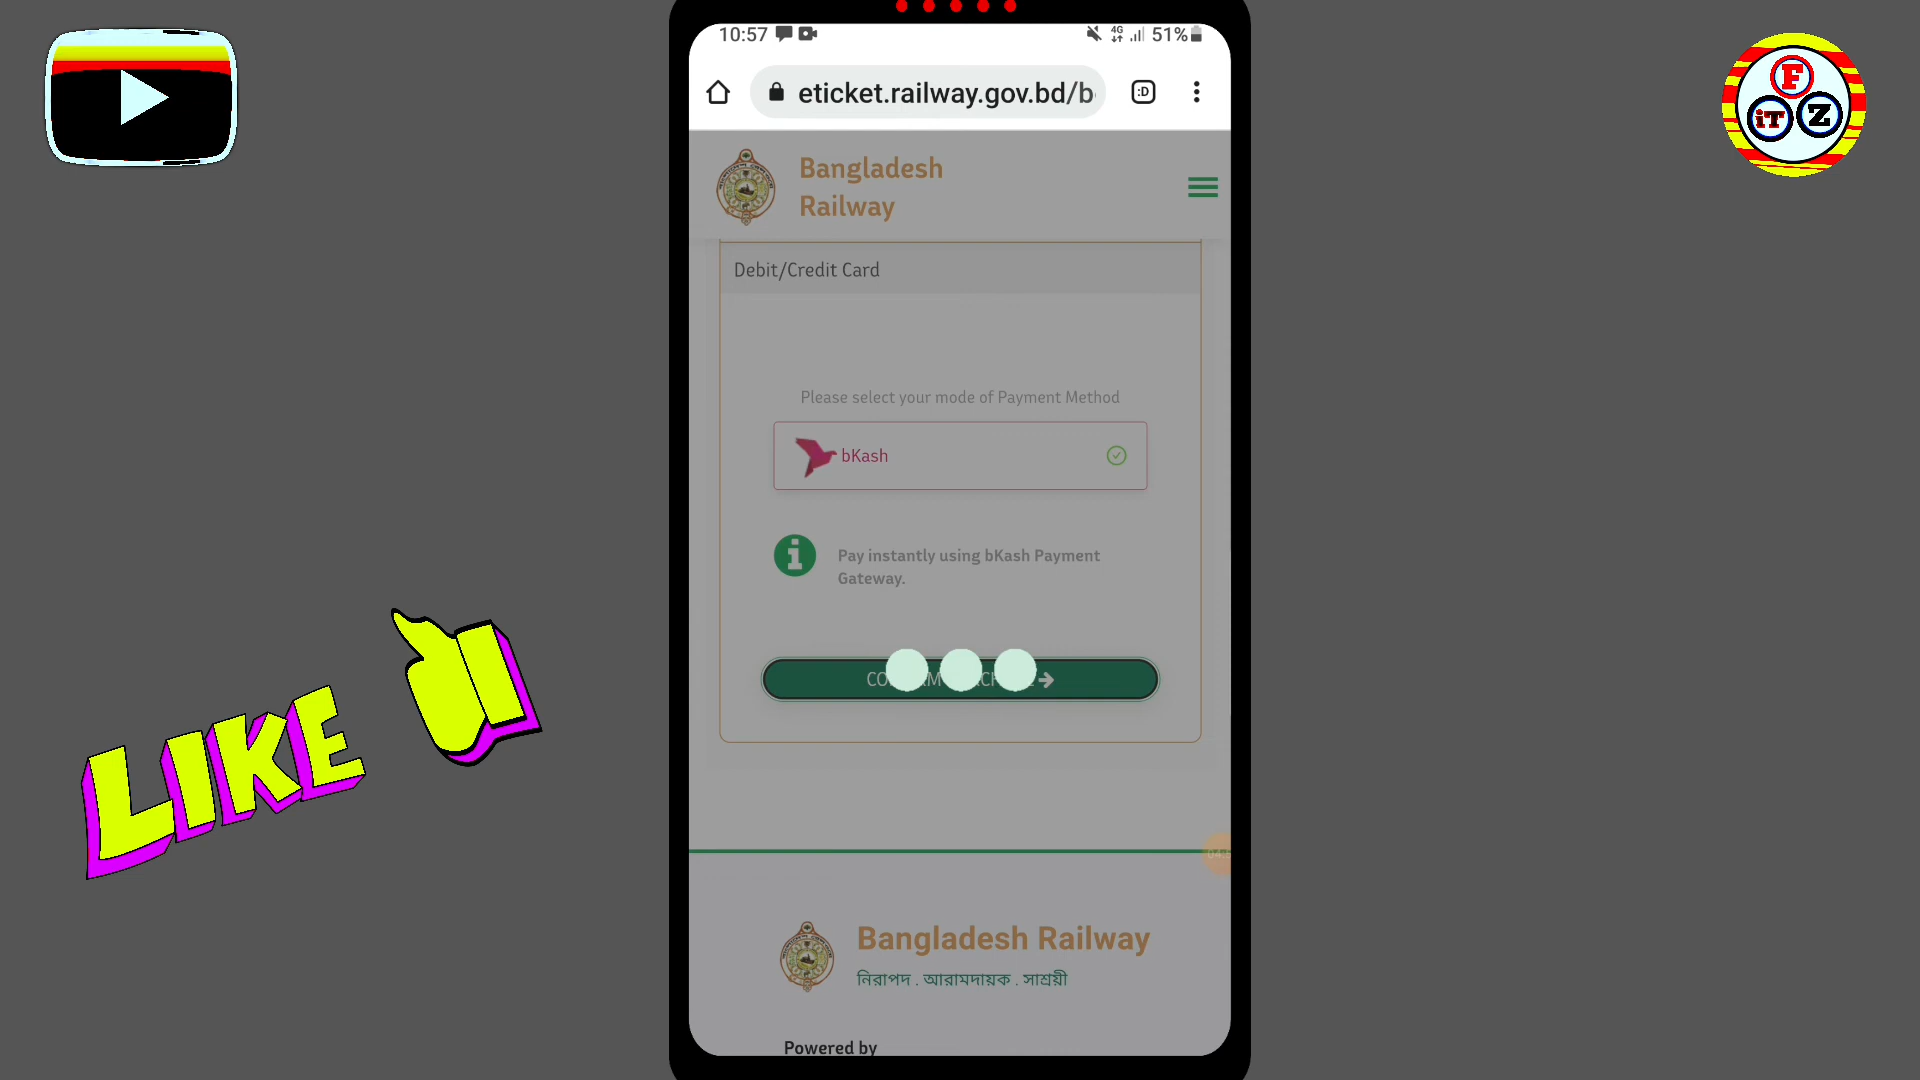 10:57
4G
51%
eticket.railway.gov.bd/b
:D
F
iT
Z
Bangladesh
Railway
Debit/Credit Card
Please select your mode of Payment Method
bKash
Pay instantly using bKash Payment
Gateway.
LIKE
Bangladesh Railway
নিরাপদ . আরামদায়ক . সাশ্রয়ী
Powered by